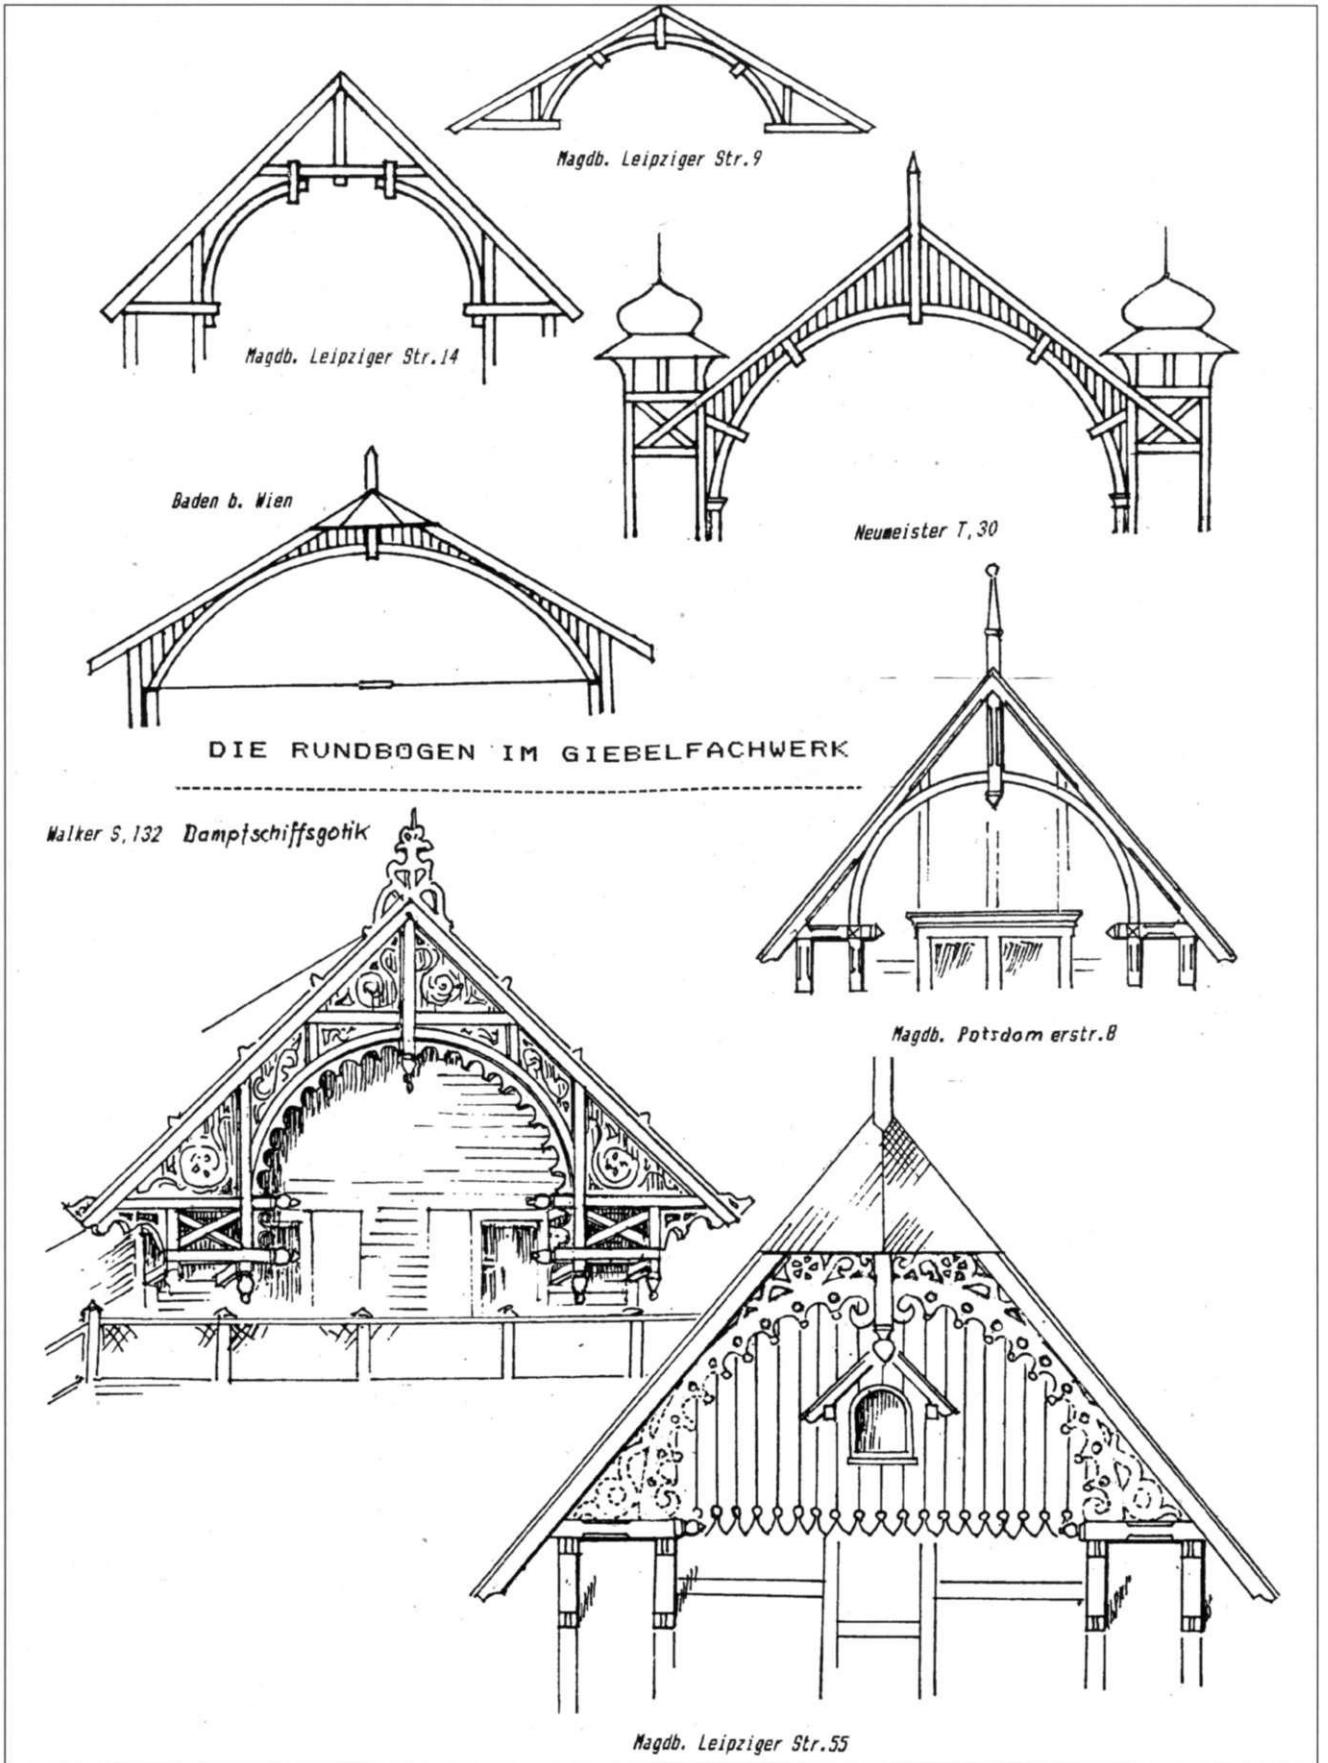 Magdb. Leipziger Str.9
Magdb. Leipziger Str.14
Baden b. Wien
Neumeister T,30
DIE RUNDBÖGEN IM GIEBELFACHWERK
Walker S,132 Dampfschiffsgotik
Magdb. Potsdamerstr.8
Magdb. Leipziger Str.55